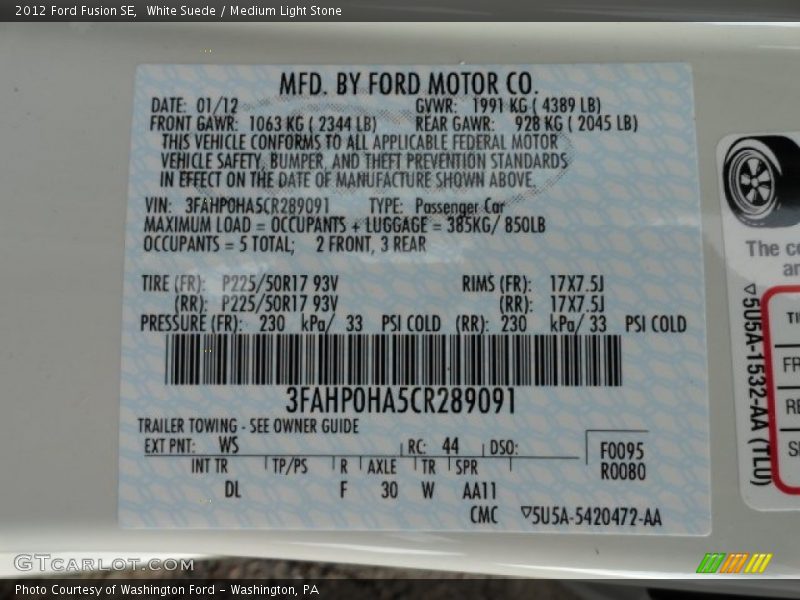 2012 Ford Fusion SE, White Suede / Medium Light Stone
MFD. BY FORD MOTOR CO.
DATE: 01/12 GVWR: 1991 KG ( 4389 LB)
FRONT GAWR: 1063 KG ( 2344 LB) REAR GAWR: 928 KG ( 2045 LB)
THIS VEHICLE CONFORMS TO ALL APPLICABLE FEDERAL MOTOR
VEHICLE SAFETY, BUMPER, AND THEFT PREVENTION STANDARDS
IN EFFECT ON THE DATE OF MANUFACTURE SHOWN ABOVE.
VIN: 3FAHP0HA5CR289091 TYPE: Passenger Car
MAXIMUM LOAD = OCCUPANTS + LUGGAGE = 385KG/ 850LB
OCCUPANTS = 5 TOTAL; 2 FRONT, 3 REAR
TIRE (FR): P225/50R17 93V RIMS (FR): 17X7.5J
(RR): P225/50R17 93V (RR): 17X7.5J
PRESSURE (FR): 230 kPa/ 33 PSI COLD (RR): 230 kPa/ 33 PSI COLD
3FAHP0HA5CR289091
TRAILER TOWING - SEE OWNER GUIDE
EXT PNT: WS RC: 44 DSO:
INT TR TP/PS R AXLE TR SPR
DL F 30 W AA11
F0095
R0080
CMC ▽5U5A-5420472-AA
The co
an
▽5U5A-1532-AA (TLU)
TI
FR
RE
S
GTcarlot.com
Photo Courtesy of Washington Ford - Washington, PA